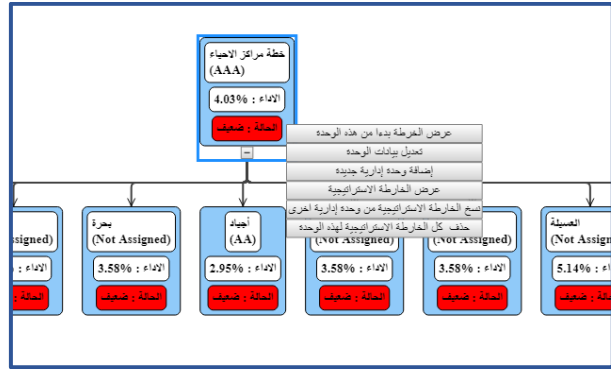 خطة مراكز الاحياء
(AAA)
الاداء : 4.03%
الحالة : ضعيف
عرض الخرطة بدءا من هذه الوحده
تعديل بيانات الوحده
إضافة وحده إدارية جديده
عرض الخارطة الاستراتيجية
نسخ الخارطة الاستراتيجية من وحده إدارية اخرى
حذف كل الخارطة الاستراتيجية لهذه الوحده
بحرة
(Not Assigned)
الاداء : 3.58%
الحالة : ضعيف
أجياد
(AA)
الاداء : 2.95%
الحالة : ضعيف
(Not Assigned)
الاداء : 3.58%
الحالة : ضعيف
(Not Assigned)
الاداء : 3.58%
الحالة : ضعيف
العسيلة
(Not Assign
5.14%